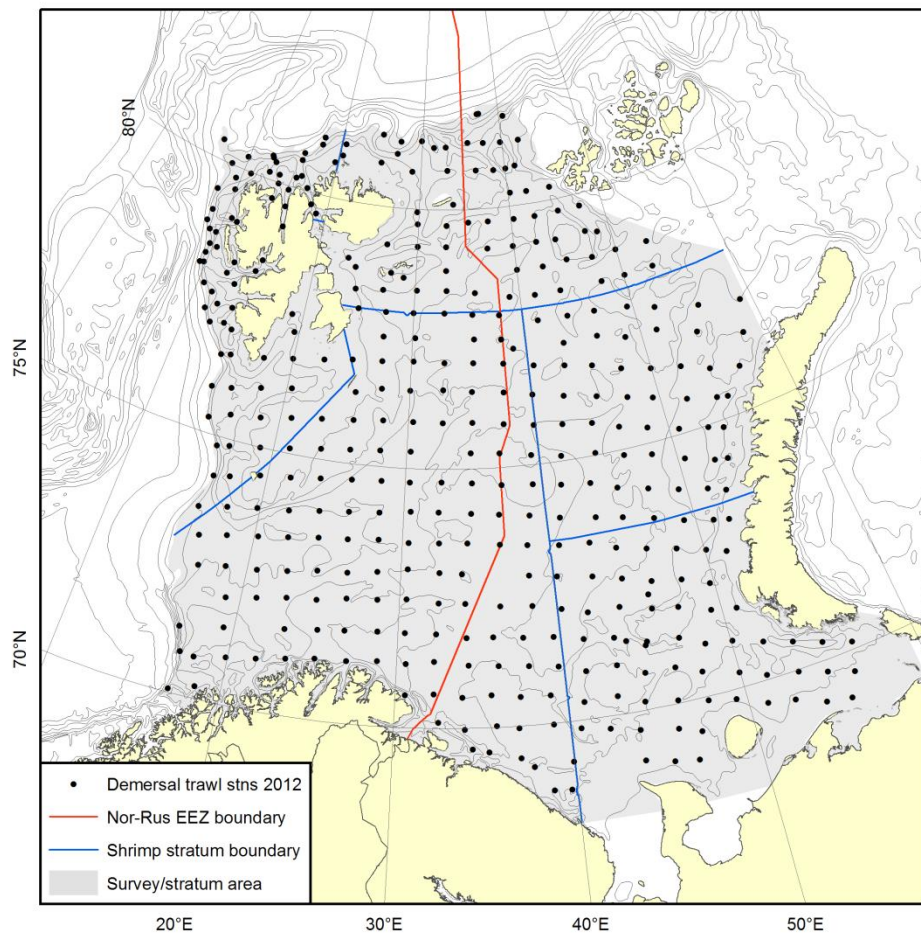 80°N
75°N
70°N
Demersal trawl stns 2012
Nor-Rus EEZ boundary
Shrimp stratum boundary
Survey/stratum area
20°E 30°E 40°E 50°E